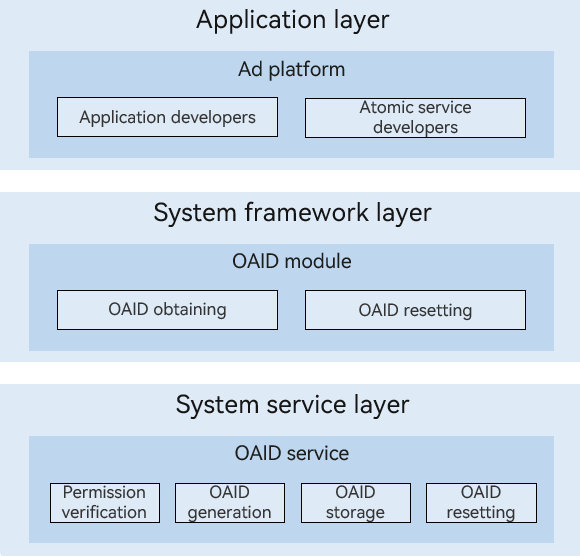 Application layer
Ad platform
Application developers
Atomic service
developers
System framework layer
OAID module
OAID obtaining
OAID resetting
System service layer
OAID service
Permission
verification
OAID
generation
OAID
storage
OAID
resetting